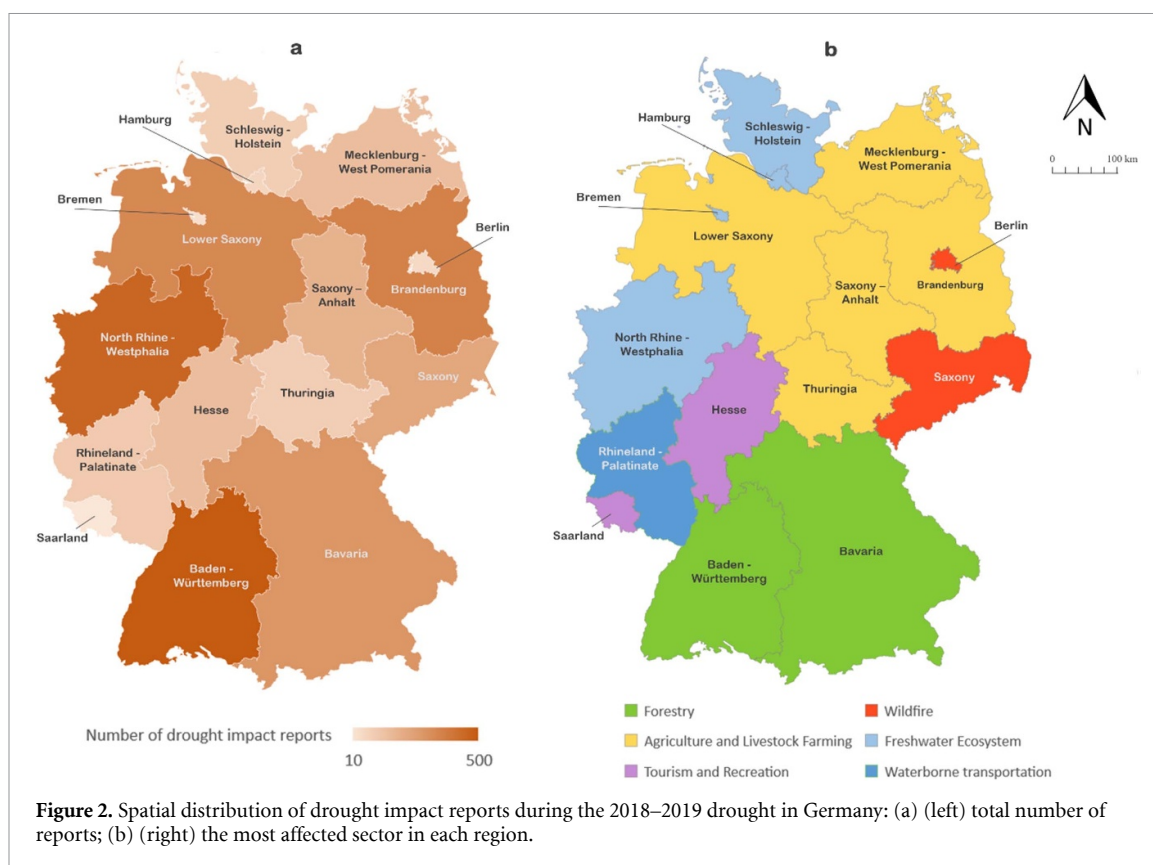 a
Hamburg
Schleswig -
Holstein
Mecklenburg -
West Pomerania
Bremen
Berlin
Lower Saxony
Saxony –
Anhalt
Brandenburg
North Rhine -
Westphalia
Saxony
Thuringia
Hesse
Rhineland -
Palatinate
Saarland
Bavaria
Baden -
Württemberg
Number of drought impact reports
10
500
b
N
0
100 km
Hamburg
Schleswig -
Holstein
Mecklenburg -
West Pomerania
Bremen
Berlin
Lower Saxony
Saxony –
Anhalt
Brandenburg
North Rhine -
Westphalia
Saxony
Thuringia
Hesse
Rhineland -
Palatinate
Saarland
Bavaria
Baden -
Württemberg
Forestry
Wildfire
Agriculture and Livestock Farming
Freshwater Ecosystem
Tourism and Recreation
Waterborne transportation
Figure 2. Spatial distribution of drought impact reports during the 2018–2019 drought in Germany: (a) (left) total number of
reports; (b) (right) the most affected sector in each region.